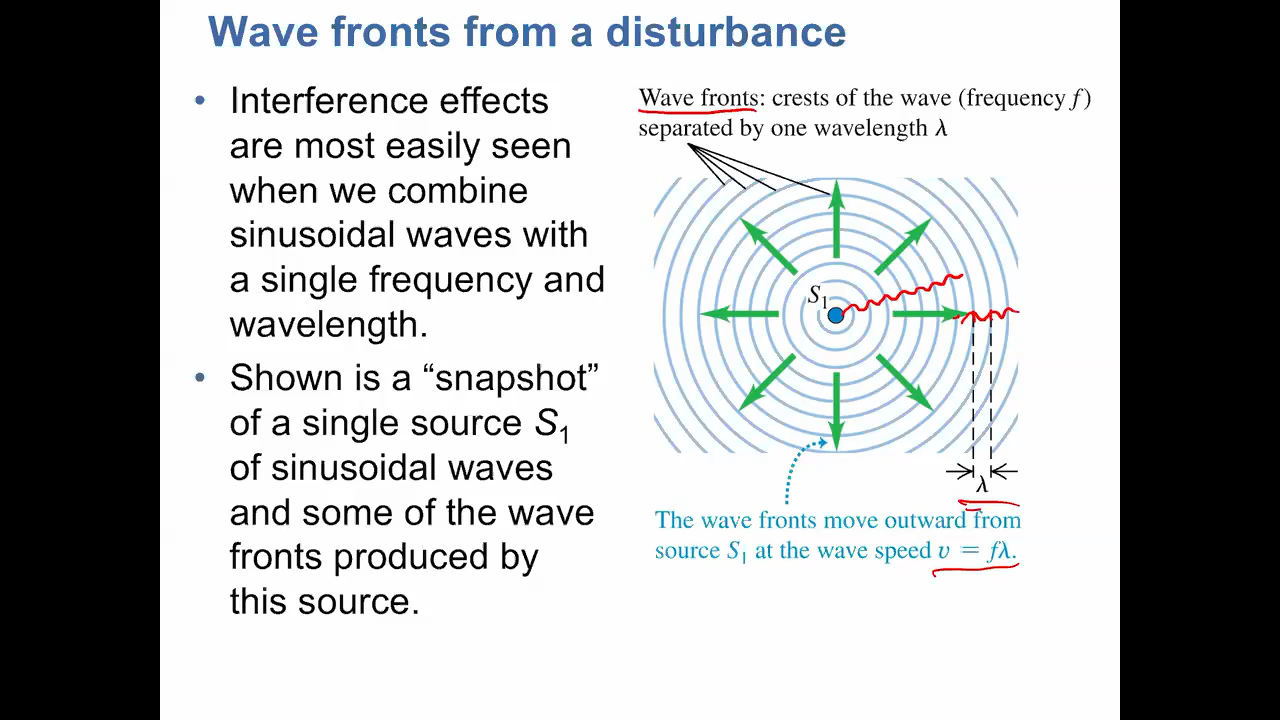 Wave fronts from a disturbance
• Interference effects
are most easily seen
when we combine
sinusoidal waves with
a single frequency and
wavelength.
• Shown is a “snapshot”
of a single source S1
of sinusoidal waves
and some of the wave
fronts produced by
this source.
Wave fronts: crests of the wave (frequency f)
separated by one wavelength λ
S1
λ
The wave fronts move outward from
source S1 at the wave speed v = fλ.